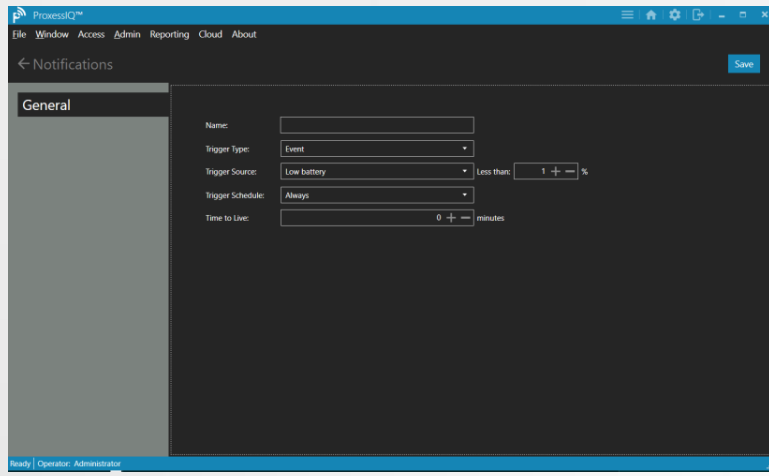 ProxessIQ™
File Window Access Admin Reporting Cloud About
Notifications
Save
General
Name:
Trigger Type: Event
Trigger Source: Low battery Less than: 1 %
Trigger Schedule: Always
Time to Live: 0 minutes
Ready Operator: Administrator